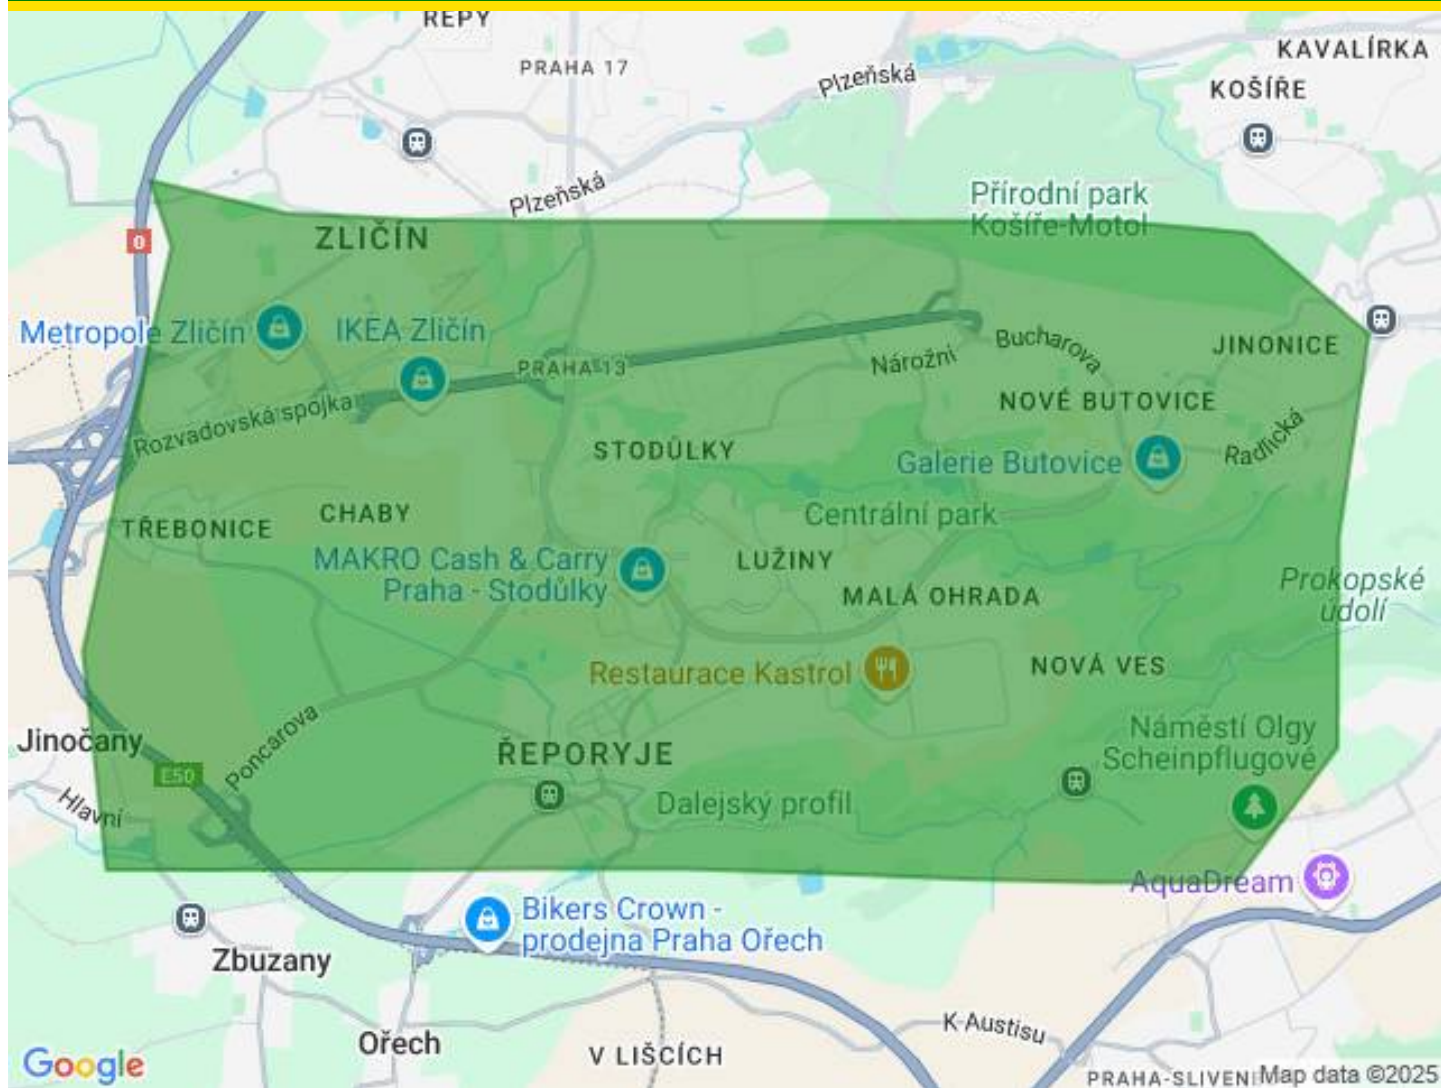 ŘEPY
PRAHA 17
Plzeňská
KAVALÍRKA
KOŠÍŘE
Plzeňská
Přírodní park
Košíře-Motol
ZLIČÍN
0
Metropole Zličín
IKEA Zličín
PRAHA 13
Nárožní
Bucharova
JINONICE
NOVÉ BUTOVICE
Rozvadovská spojka
STODŮLKY
Galerie Butovice
Radlická
TŘEBONICE
CHABY
Centrální park
MAKRO Cash & Carry
Praha - Stodůlky
LUŽINY
MALÁ OHRADA
Prokopské
údolí
Restaurace Kastrol
NOVÁ VES
Jinočany
Poncarova
ŘEPORYJE
Náměstí Olgy
Scheinpflugové
E50
Hlavní
Dalejský profil
AquaDream
Bikers Crown -
prodejna Praha Ořech
Zbuzany
K Austisu
Ořech
V LIŠCÍCH
Google
PRAHA-SLIVENE
Map data ©2025